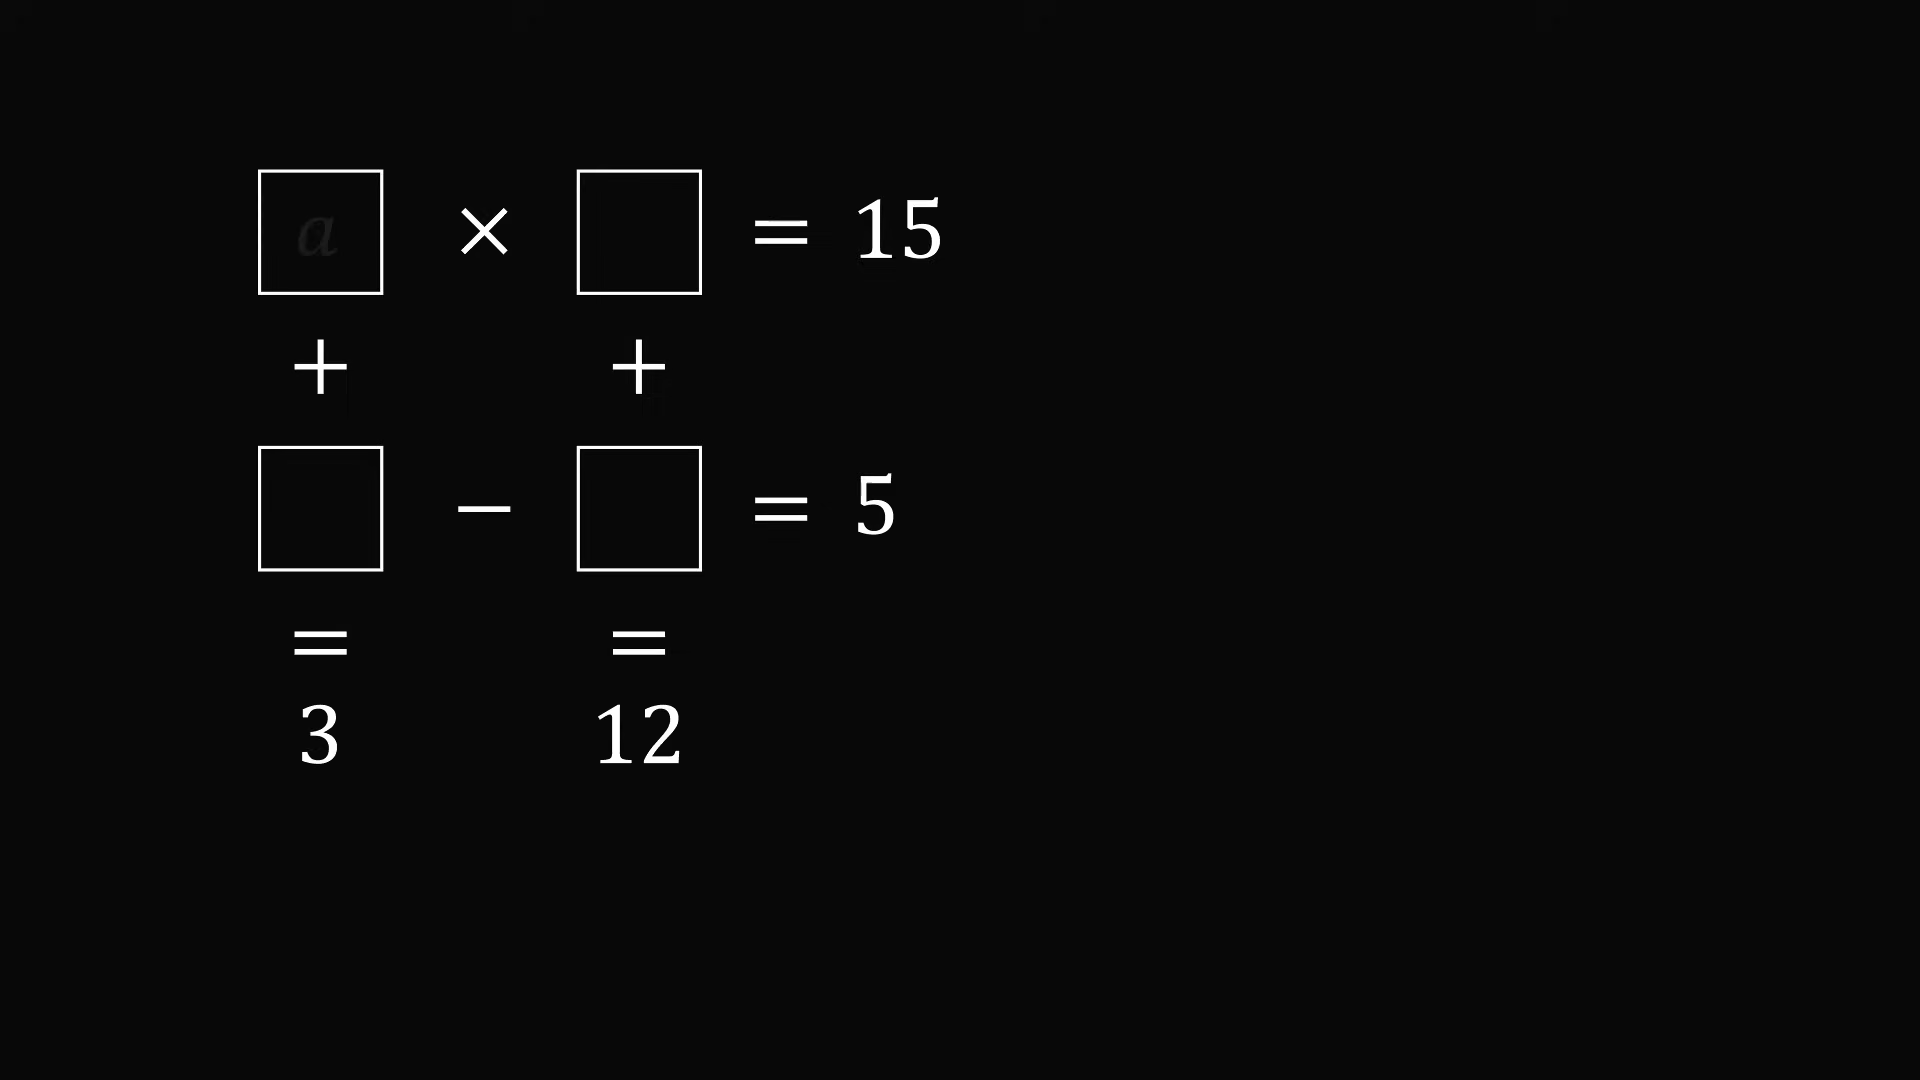 a × = 15
+ +
− = 5
= =
3 12